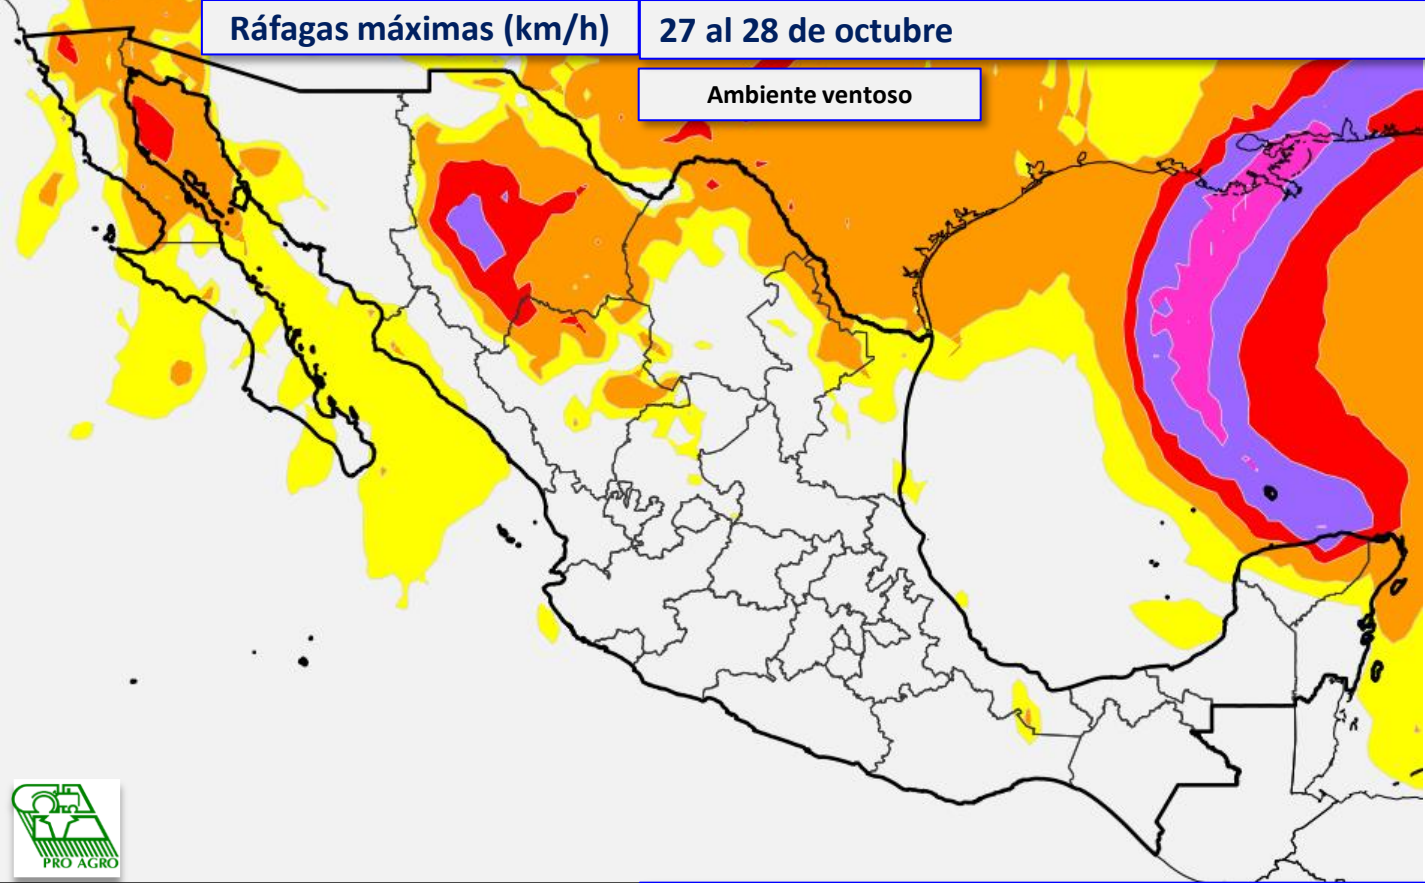 Ráfagas máximas (km/h)
27 al 28 de octubre
Ambiente ventoso
PRO AGRO